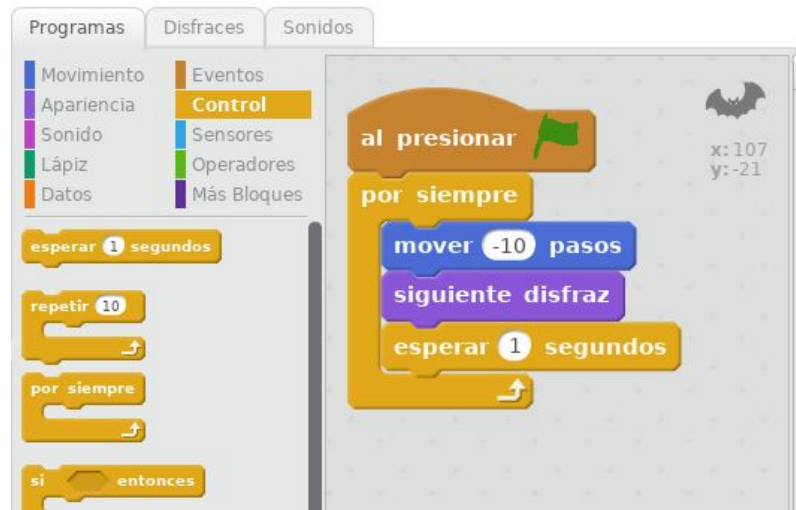 Programas Disfraces Sonidos
Movimiento Eventos
Apariencia Control
Sonido Sensores
Lápiz Operadores
Datos Más Bloques
esperar 1 segundos
repetir 10
por siempre
si entonces
al presionar
por siempre
mover -10 pasos
siguiente disfraz
esperar 1 segundos
x: 107
y: -21